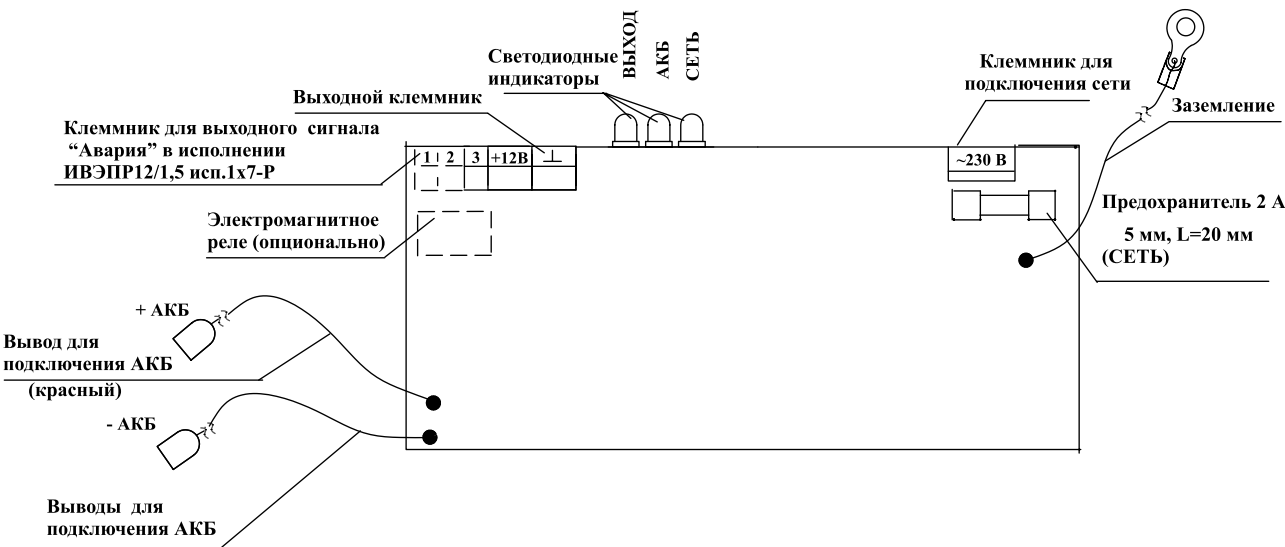 ВЫХОД
АКБ
СЕТЬ
Светодиодные
индикаторы
Клеммник для
подключения сети
Выходной клеммник
Заземление
Клеммник для выходного сигнала
“Авария” в исполнении
ИВЭПР12/1,5 исп.1х7-Р
1 2 3 +12В ⊥
~230 В
Электромагнитное
реле (опционально)
Предохранитель 2 А
5 мм, L=20 мм
(СЕТЬ)
+ АКБ
Вывод для
подключения АКБ
(красный)
- АКБ
Выводы для
подключения АКБ